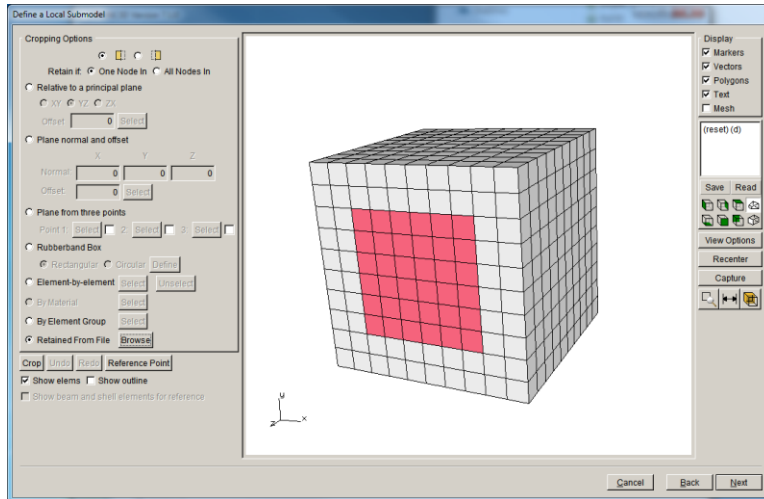 Define a Local Submodel
Cropping Options
Retain if: One Node In All Nodes In
Relative to a principal plane
XY YZ ZX
Offset 0 Select
Plane normal and offset
X Y Z
Normal 0 0 0
Offset: 0 Select
Plane from three points
Point 1: Select 2: Select 3: Select
Rubberband Box
Rectangular Circular Define
Element-by-element Select Unselect
By Material Select
By Element Group Select
Retained From File Browse
Crop Undo Redo Reference Point
Show elems Show outline
Show beam and shell elements for reference
y
z x
Display
Markers
Vectors
Polygons
Text
Mesh
(reset) (d)
Save Read
View Options
Recenter
Capture
Cancel Back Next